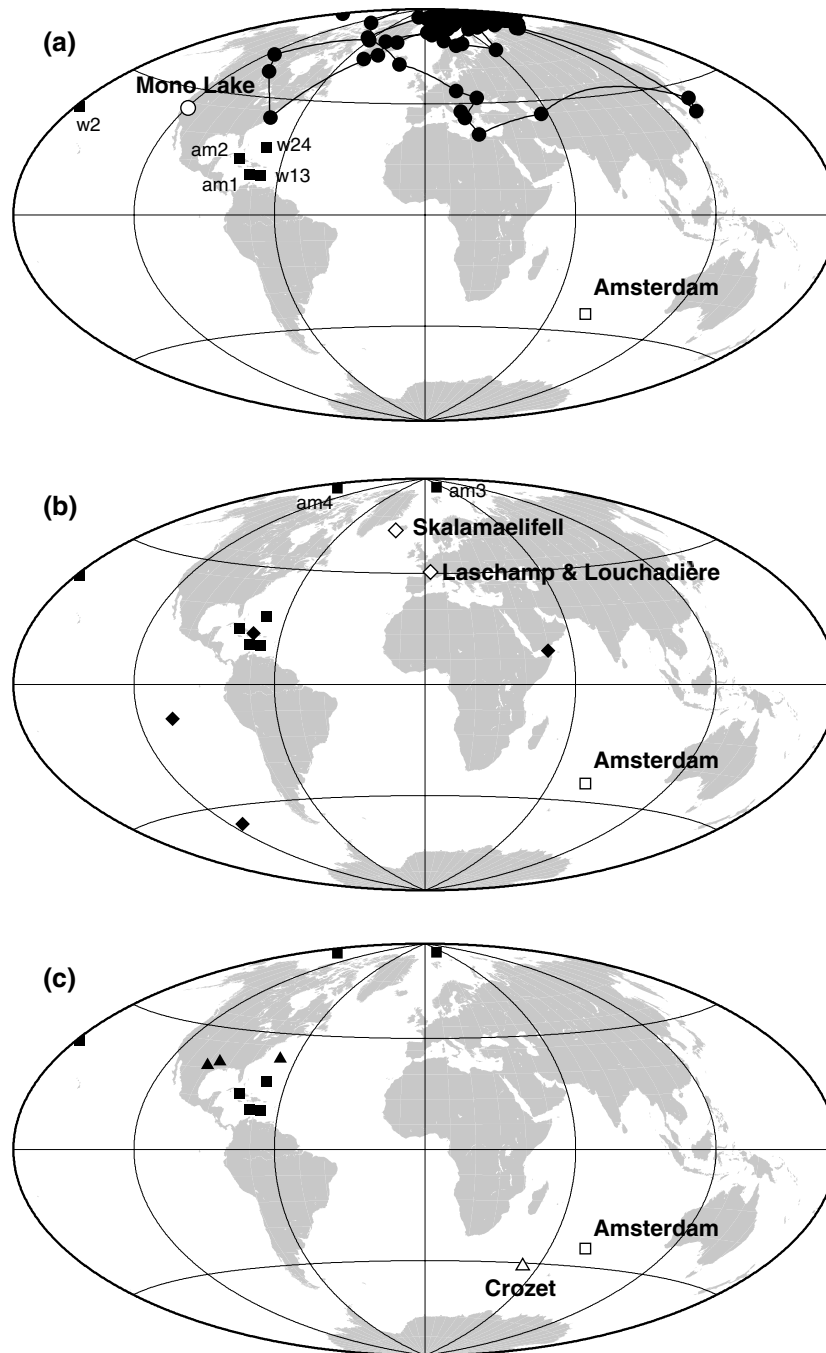 (a)
Mono Lake
w2
am2
w24
am1
w13
Amsterdam
(b)
am4
am3
Skalamaelifell
Laschamp & Louchadière
Amsterdam
(c)
Amsterdam
Crozet